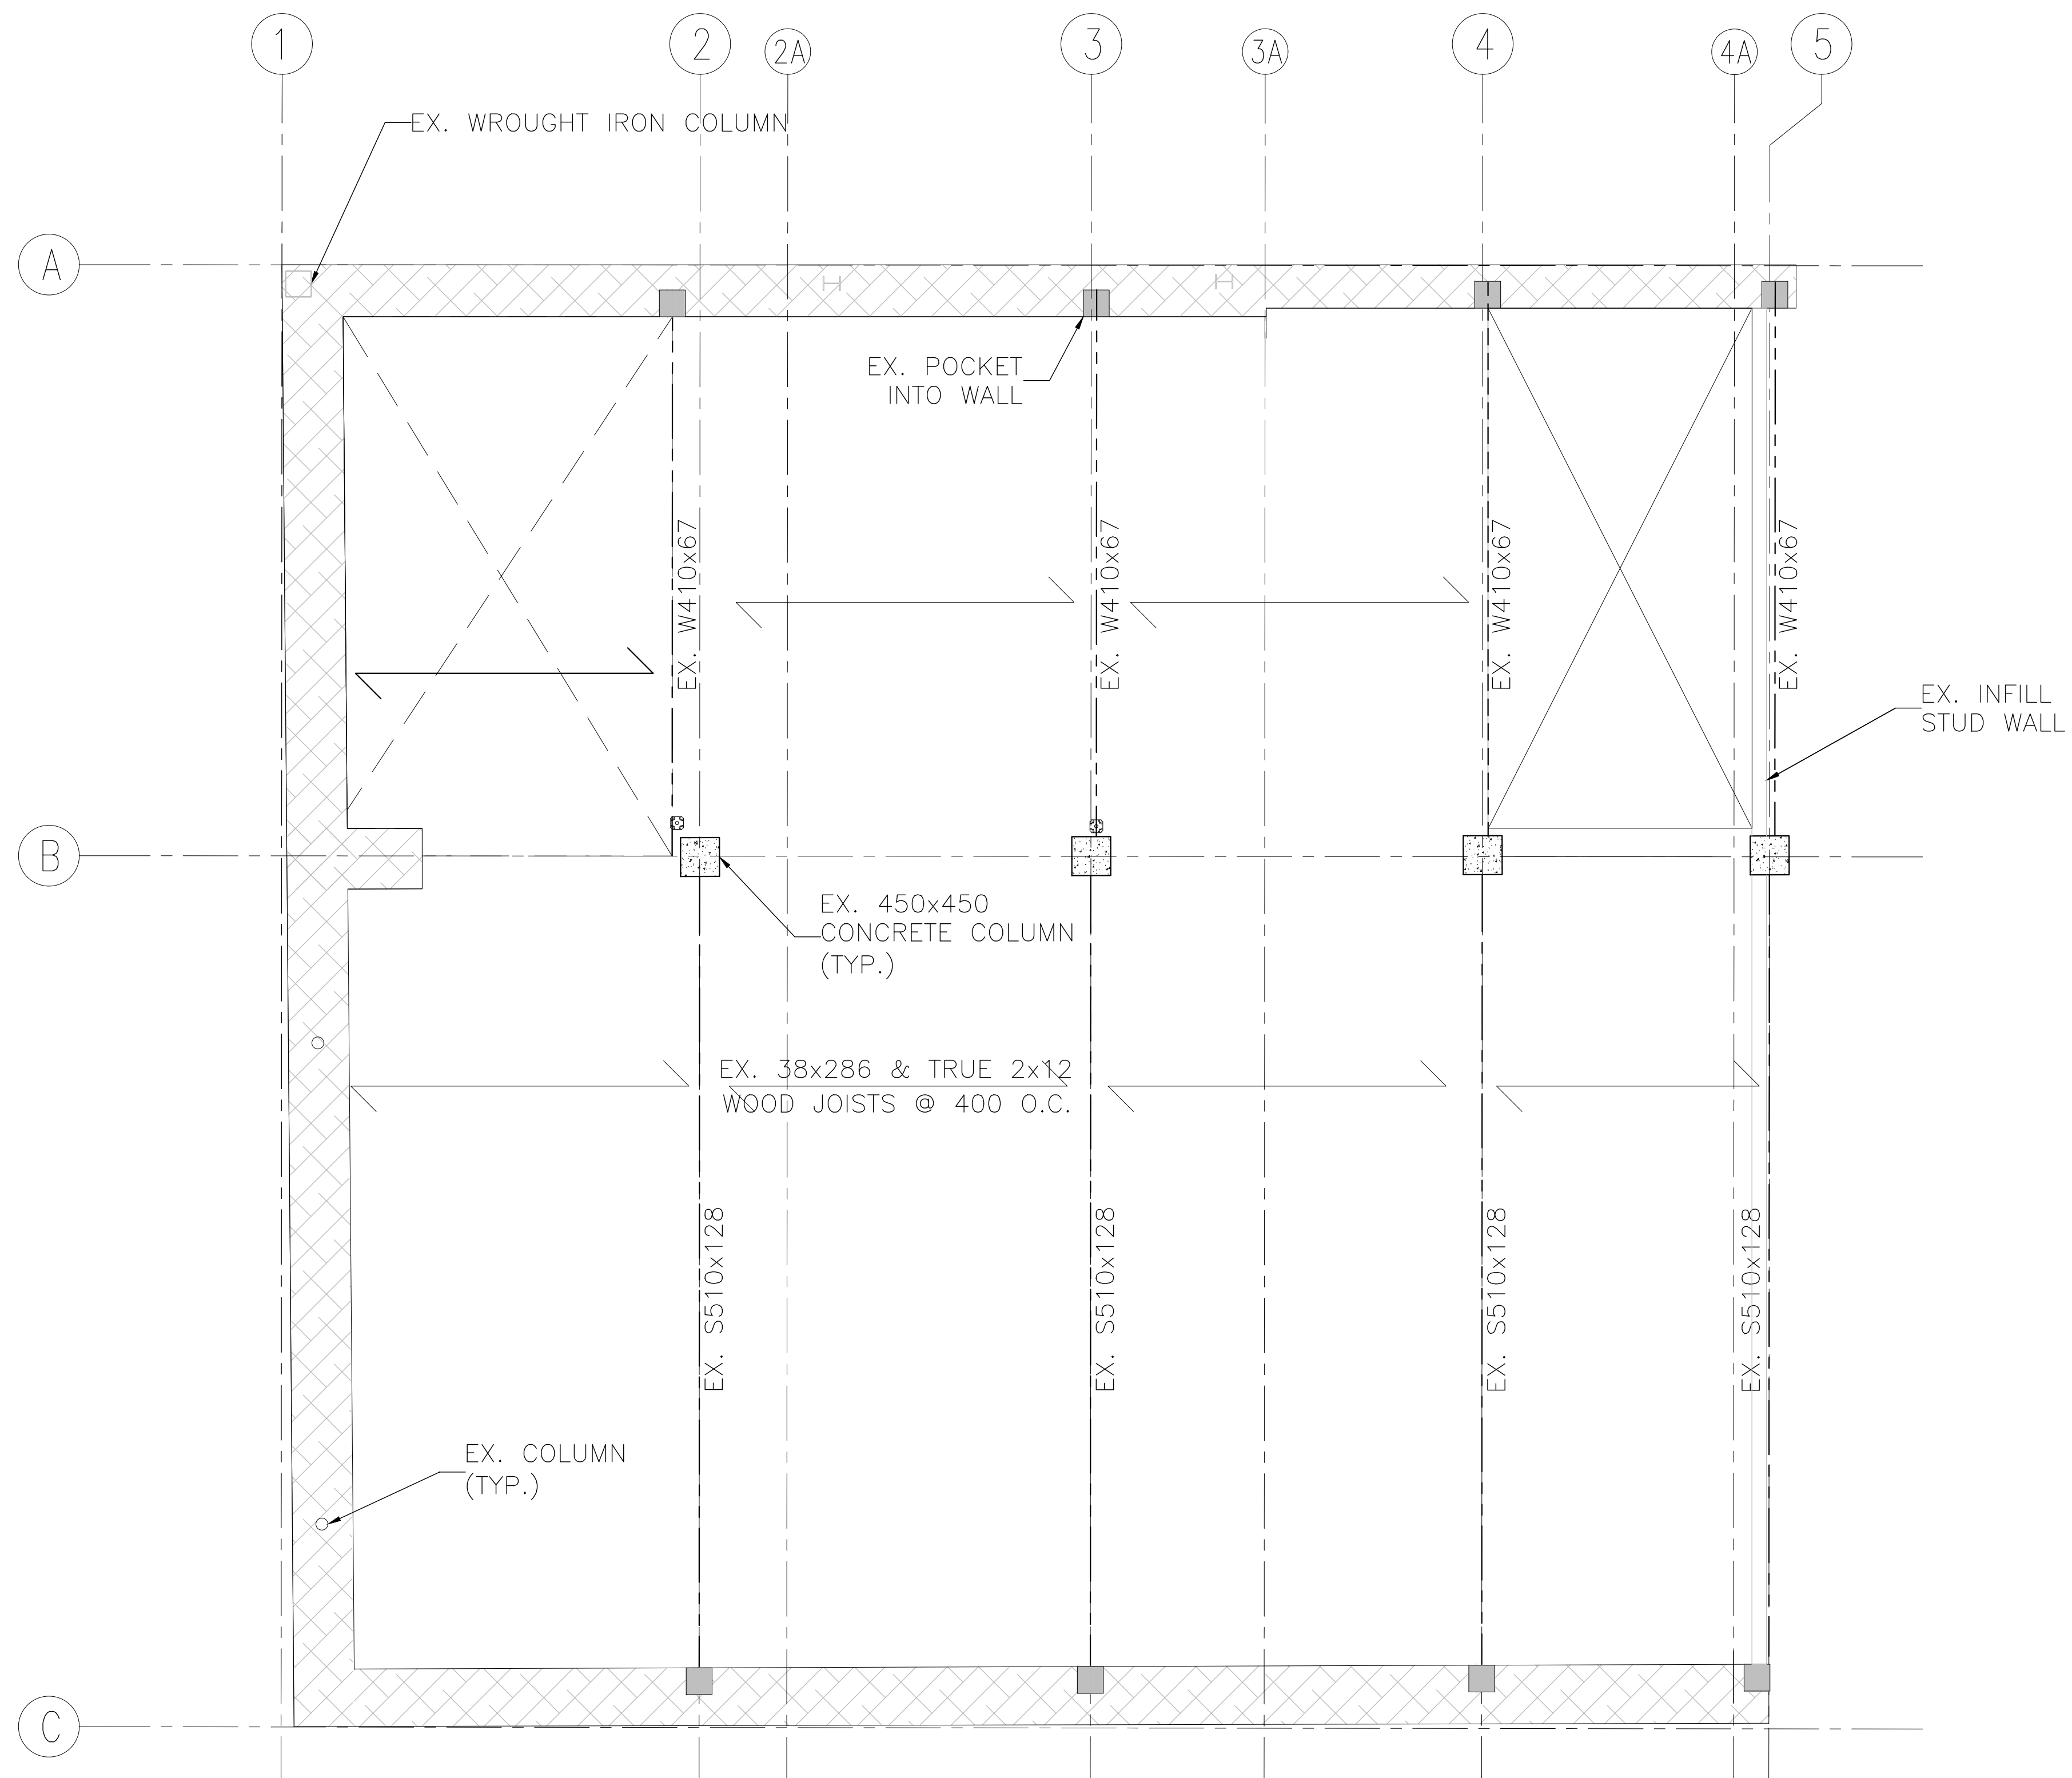 1
2
2A
3
3A
4
4A
5
EX. WROUGHT IRON COLUMN
A
EX. POCKET
INTO WALL
EX. W410x67
EX. W410x67
EX. W410x67
EX. W410x67
EX. INFILL
STUD WALL
B
EX. 450x450
CONCRETE COLUMN
(TYP.)
EX. 38x286 & TRUE 2x12
WOOD JOISTS @ 400 O.C.
EX. S510x128
EX. S510x128
EX. S510x128
EX. S510x128
EX. COLUMN
(TYP.)
C